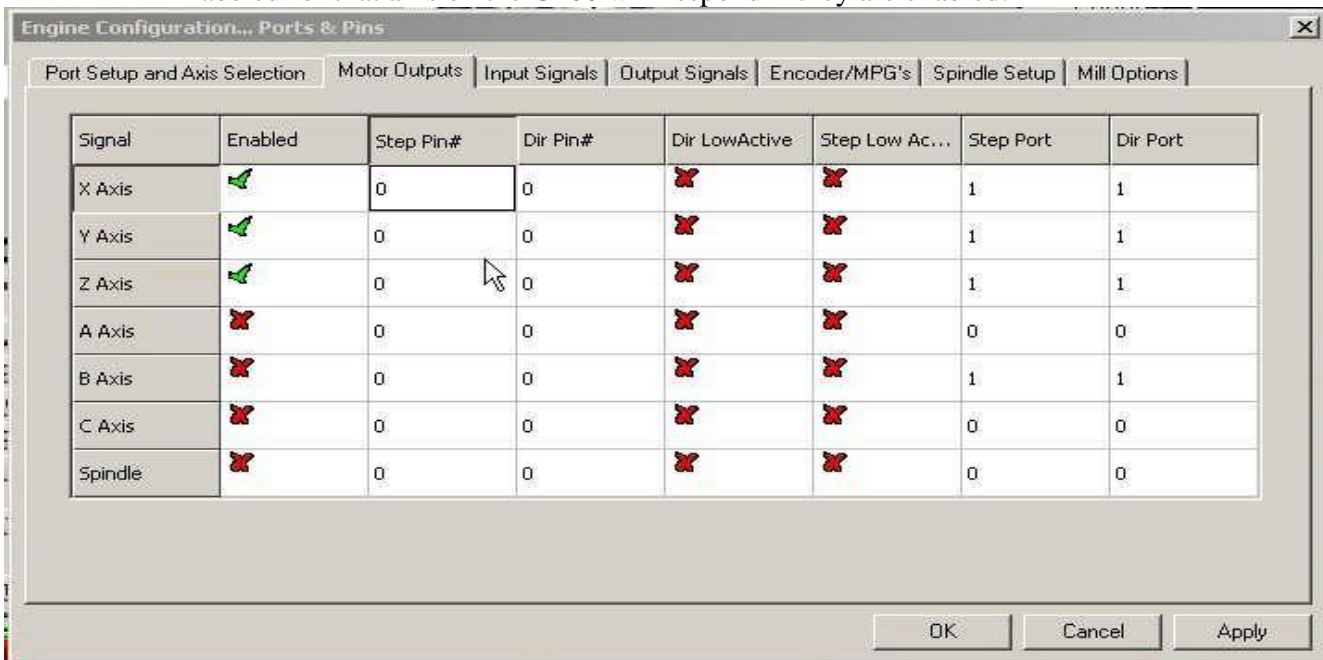 Engine Configuration... Ports & Pins
Port Setup and Axis Selection Motor Outputs Input Signals Output Signals Encoder/MPG's Spindle Setup Mill Options
Signal Enabled Step Pin# Dir Pin# Dir LowActive Step Low Ac... Step Port Dir Port
X Axis 0 0 1 1
Y Axis 0 0 1 1
Z Axis 0 0 1 1
A Axis 0 0 0 0
B Axis 0 0 1 1
C Axis 0 0 0 0
Spindle 0 0 0 0
OK Cancel Apply